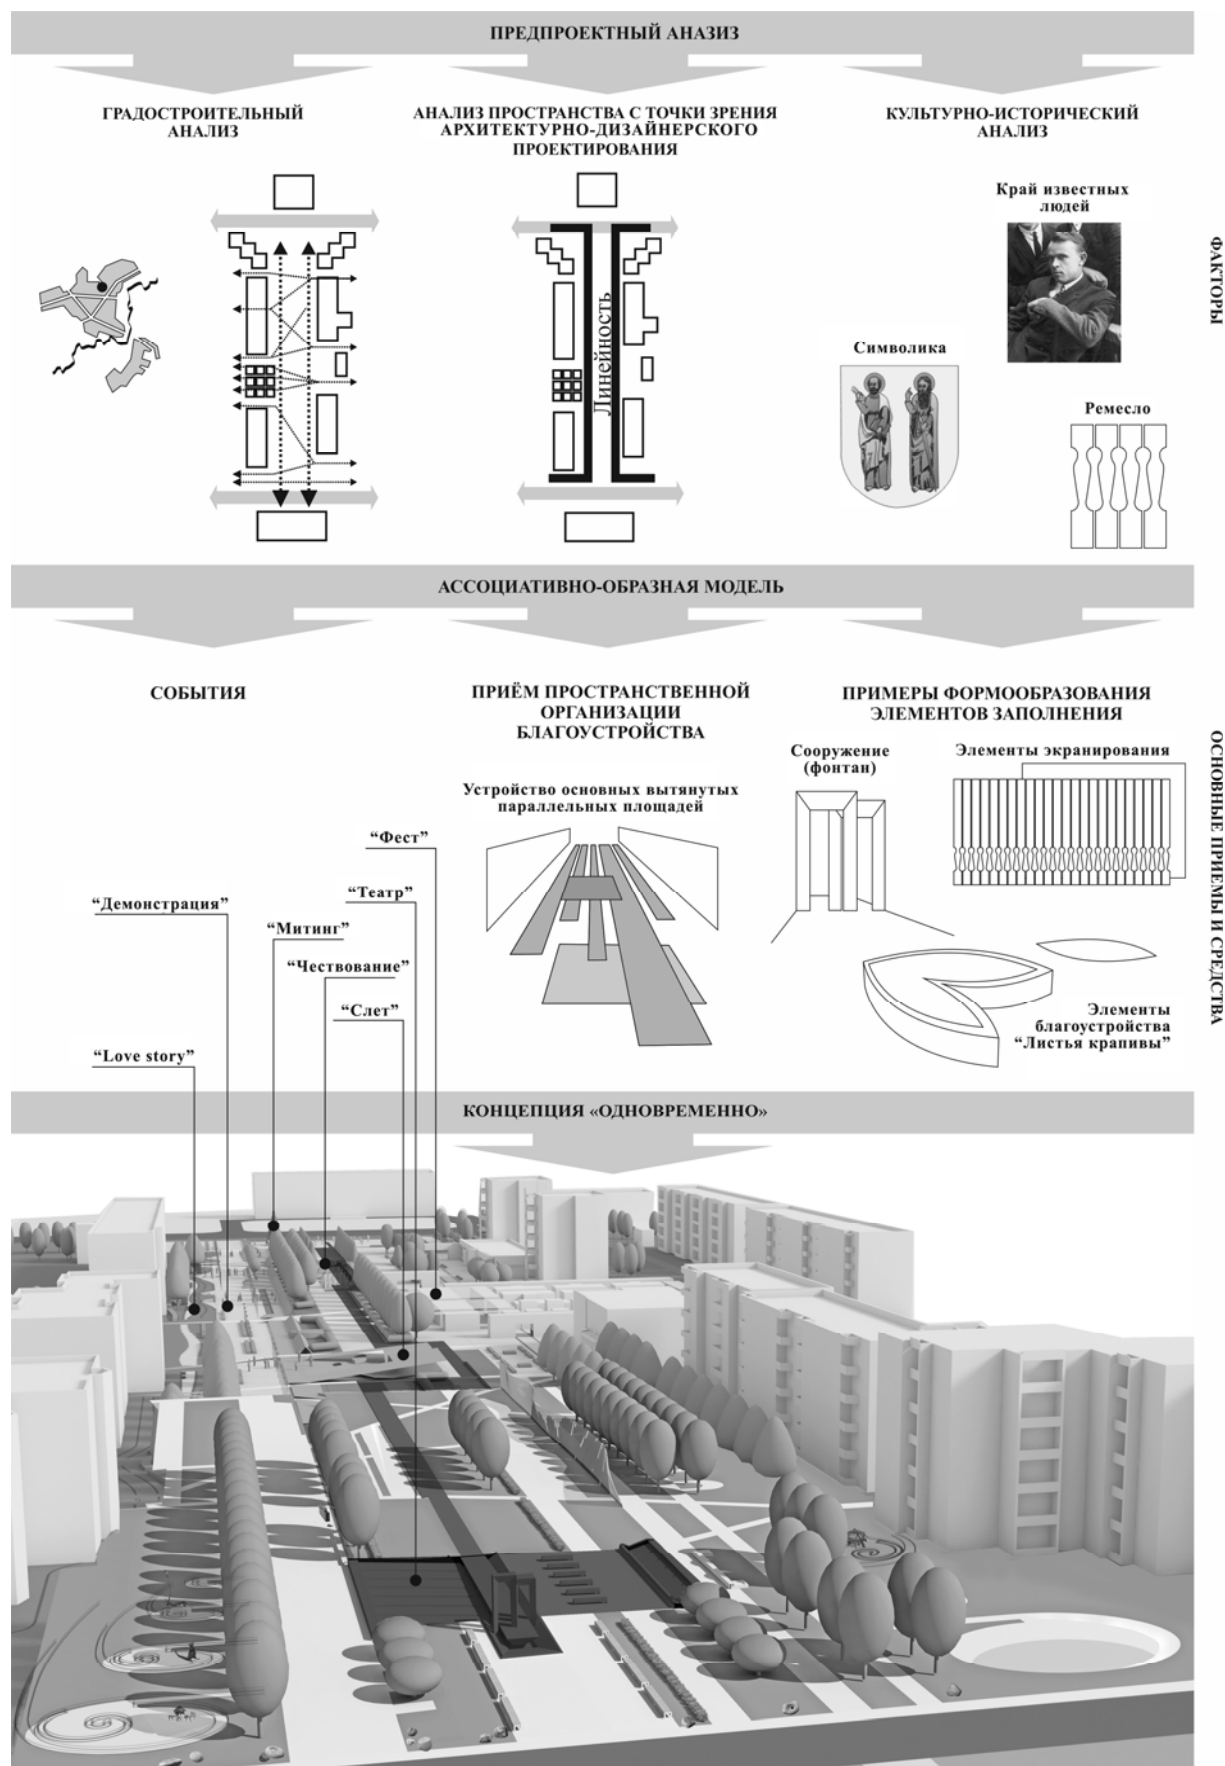 ПРЕДПРОЕКТНЫЙ АНАЗИЗ
ГРАДОСТРОИТЕЛЬНЫЙ
АНАЛИЗ
АНАЛИЗ ПРОСТРАНСТВА С ТОЧКИ ЗРЕНИЯ
АРХИТЕКТУРНО-ДИЗАЙНЕРСКОГО
ПРОЕКТИРОВАНИЯ
Линейность
КУЛЬТУРНО-ИСТОРИЧЕСКИЙ
АНАЛИЗ
Край известных
людей
Символика
Ремесло
ФАКТОРЫ
АССОЦИАТИВНО-ОБРАЗНАЯ МОДЕЛЬ
СОБЫТИЯ
“Фест”
“Театр”
“Демонстрация”
“Митинг”
“Чествование”
“Слет”
“Love story”
ПРИЁМ ПРОСТРАНСТВЕННОЙ
ОРГАНИЗАЦИИ
БЛАГОУСТРОЙСТВА
Устройство основных вытянутых
параллельных площадей
ПРИМЕРЫ ФОРМООБРАЗОВАНИЯ
ЭЛЕМЕНТОВ ЗАПОЛНЕНИЯ
Сооружение
(фонтан)
Элементы экранирования
Элементы
благоустройства
“Листья крапивы”
ОСНОВНЫЕ ПРИЕМЫ И СРЕДСТВА
КОНЦЕПЦИЯ «ОДНОВРЕМЕННО»